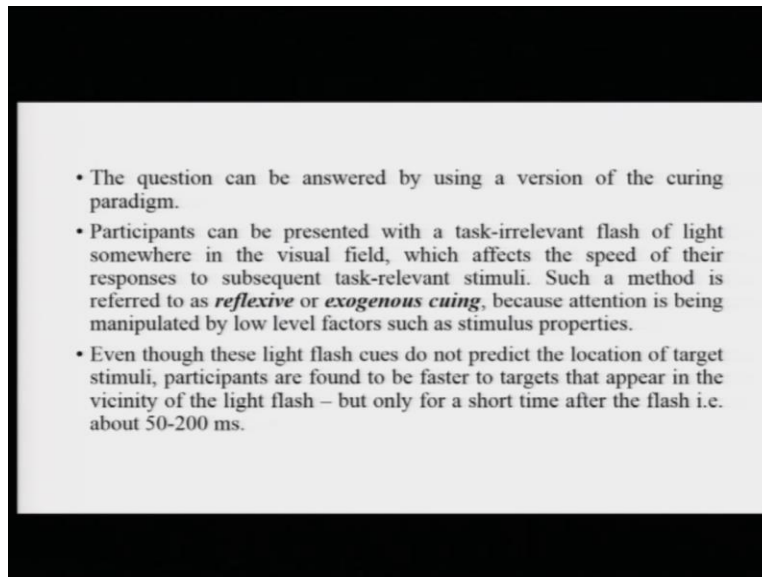 • The question can be answered by using a version of the curing
paradigm.
• Participants can be presented with a task-irrelevant flash of light
somewhere in the visual field, which affects the speed of their
responses to subsequent task-relevant stimuli. Such a method is
referred to as reflexive or exogenous cuing, because attention is being
manipulated by low level factors such as stimulus properties.
• Even though these light flash cues do not predict the location of target
stimuli, participants are found to be faster to targets that appear in the
vicinity of the light flash – but only for a short time after the flash i.e.
about 50-200 ms.